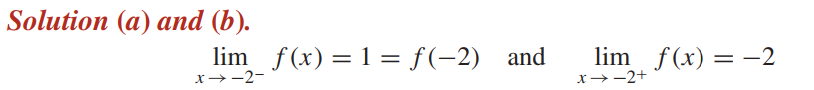 Solution (a) and (b).
lim f(x) = 1 = f(−2) and lim f(x) = −2
x→−2− x→−2+